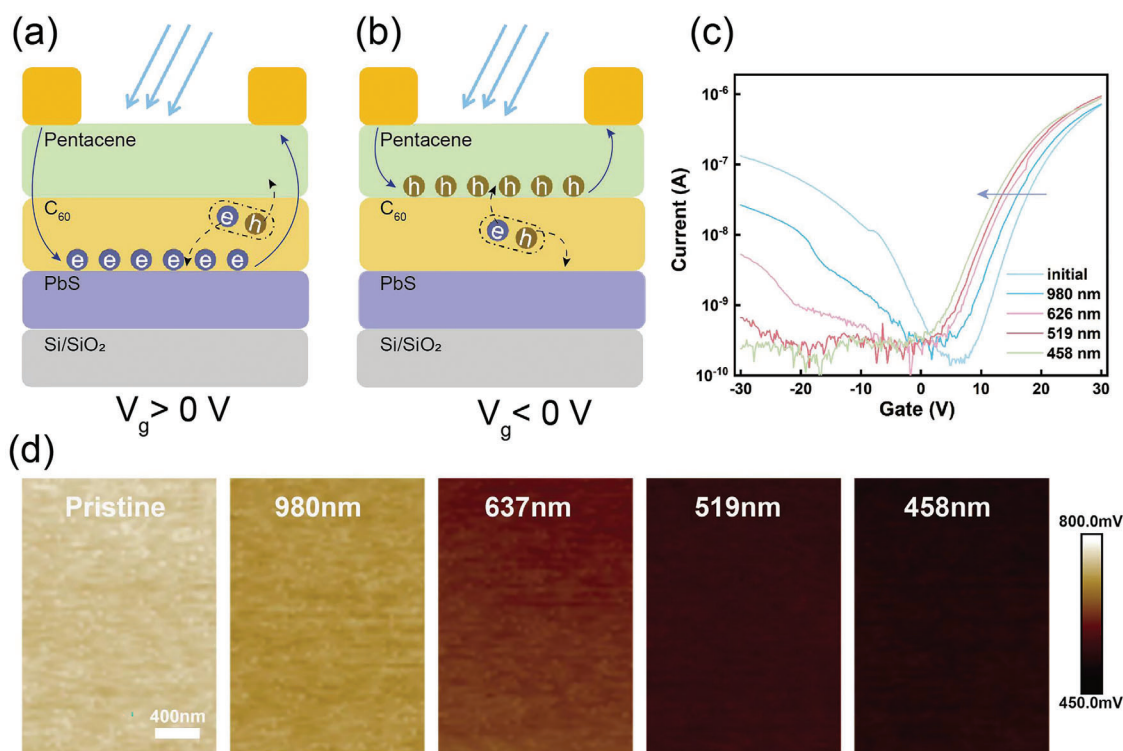 (a)
Pentacene
C₆₀
e h
e e e e e e
PbS
Si/SiO₂
V_g > 0 V
(b)
Pentacene
h h h h h h
C₆₀
e h
PbS
Si/SiO₂
V_g < 0 V
(c)
Current (A)
10⁻⁶
10⁻⁷
10⁻⁸
10⁻⁹
10⁻¹⁰
initial
980 nm
626 nm
519 nm
458 nm
-30 -20 -10 0 10 20 30
Gate (V)
(d)
Pristine
400nm
980nm
637nm
519nm
458nm
800.0mV
450.0mV